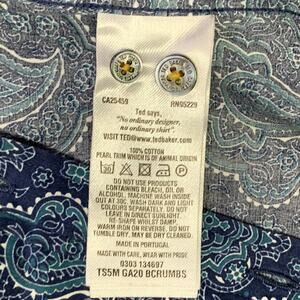 CA25459 RN95229
Ted says,
"No ordinary designer,
no ordinary shirt".
VISIT TED@www.tedbaker.com
100% COTTON
PEARL TRIM WHICH IS OF ANIMAL ORIGIN
30
DO NOT USE PRODUCTS
CONTAINING BLEACH, OIL OR
ALCOHOL. MACHINE WASH INSIDE
OUT AT 30C. WASH DARK AND LIGHT
COLOURS SEPARATELY. DO NOT
LEAVE DAMP.
RE-SHAPE WHILST DAMP.
WARM IRON ON REVERSE. DO NOT
TUMBLE DRY. MAY BE DRY CLEANED.
MADE IN PORTUGAL
MADE WITH CARE, WEAR WITH PRIDE
0303 134697
TS5M GA20 BCRUMBS